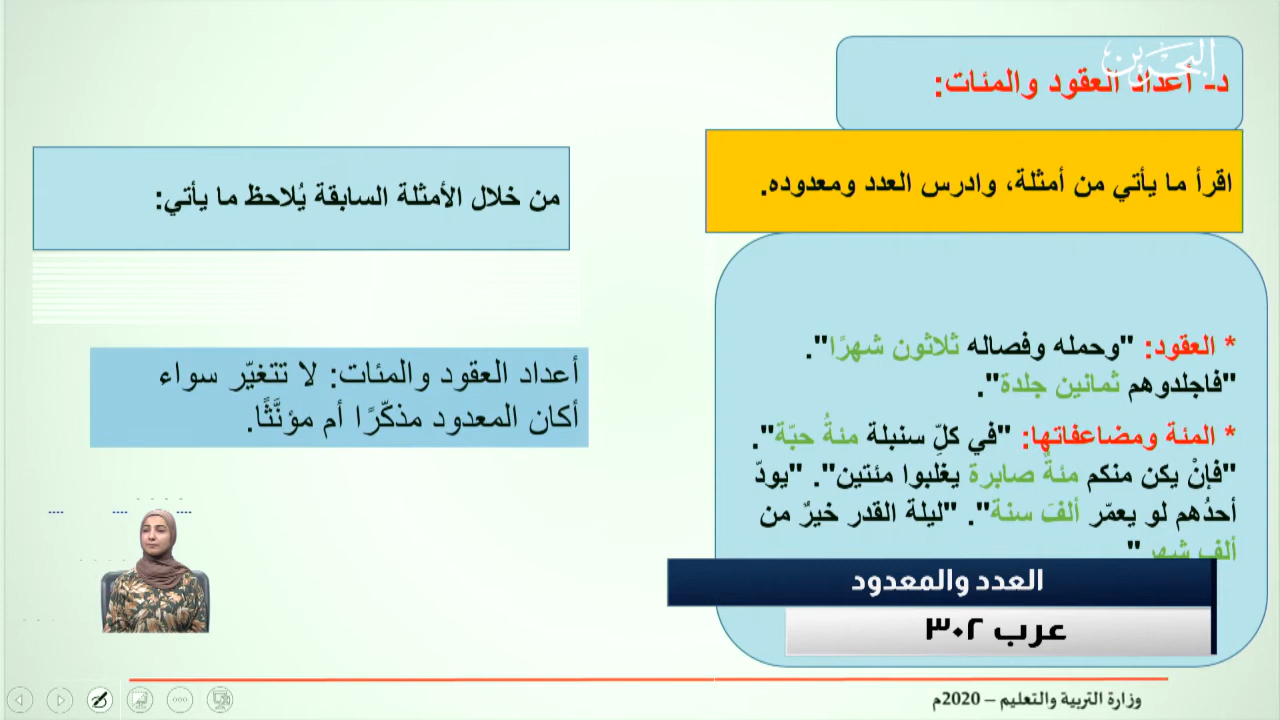 البحرين
د- أعداد العقود والمئات:
اقرأ ما يأتي من أمثلة، وادرس العدد ومعدوده.
* العقود: "وحمله وفصاله ثلاثون شهرًا".
"فاجلدوهم ثمانين جلدة".
* المئة ومضاعفاتها: "في كلِّ سنبلة مئةُ حبّة".
"فإنْ يكن منكم مئةٌ صابرة يغلبوا مئتين". "يودّ
أحدُهم لو يعمّر ألفَ سنة". "ليلة القدر خيرٌ من
ألف شهر"
من خلال الأمثلة السابقة يُلاحظ ما يأتي:
أعداد العقود والمئات: لا تتغيّر سواء
أكان المعدود مذكّرًا أم مؤنَّثًا.
العدد والمعدود
عرب ٣٠٢
وزارة التربية والتعليم – 2020م